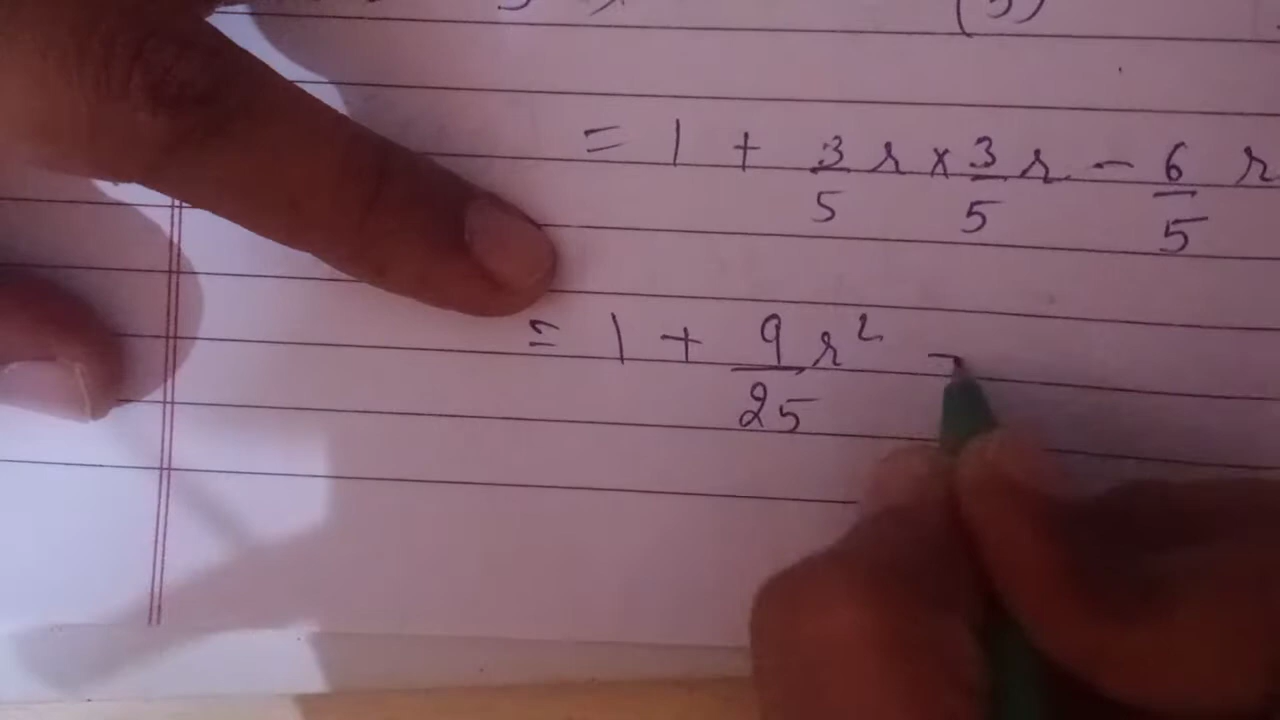 = 1 + 3/5 r × 3/5 r - 6/5 r
= 1 + 9/25 r² -